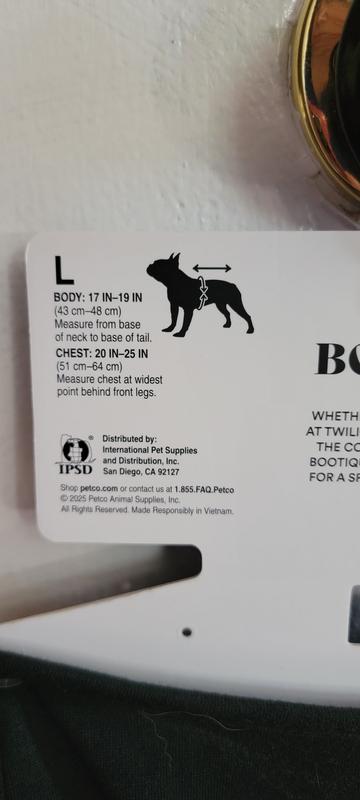 L
BODY: 17 IN–19 IN
(43 cm–48 cm)
Measure from base
of neck to base of tail.
CHEST: 20 IN–25 IN
(51 cm–64 cm)
Measure chest at widest
point behind front legs.
IPSD
®
Distributed by:
International Pet Supplies
and Distribution, Inc.
San Diego, CA 92127
Shop petco.com or contact us at 1.855.FAQ.Petco
© 2025 Petco Animal Supplies, Inc.
All Rights Reserved. Made Responsibly in Vietnam.
BO
WHETH
AT TWILI
THE CO
BOOTIQU
FOR A SP